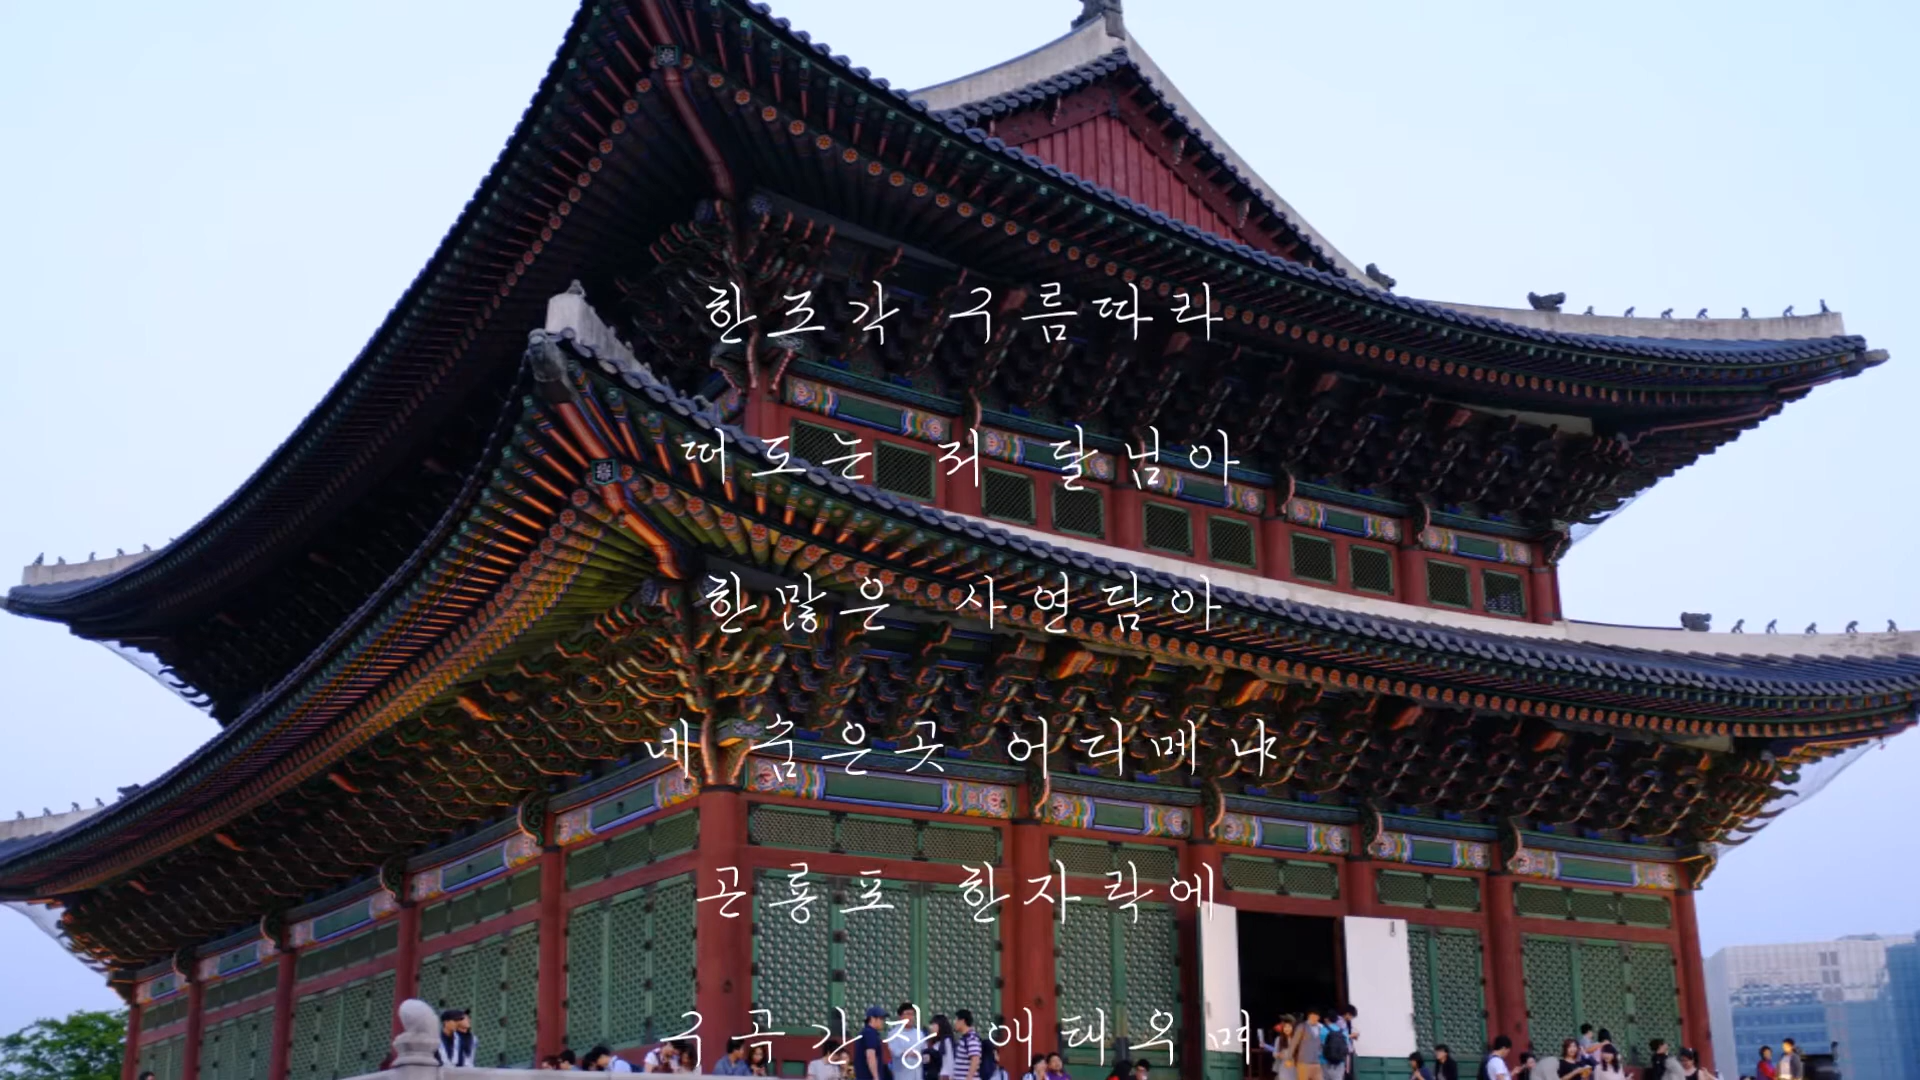 한조각 구름따라
떠도는 저 달님아
한많은 사연담아
네 숨은곳 어디메냐
곤룡포 한자락에
구곡간장 애태우며